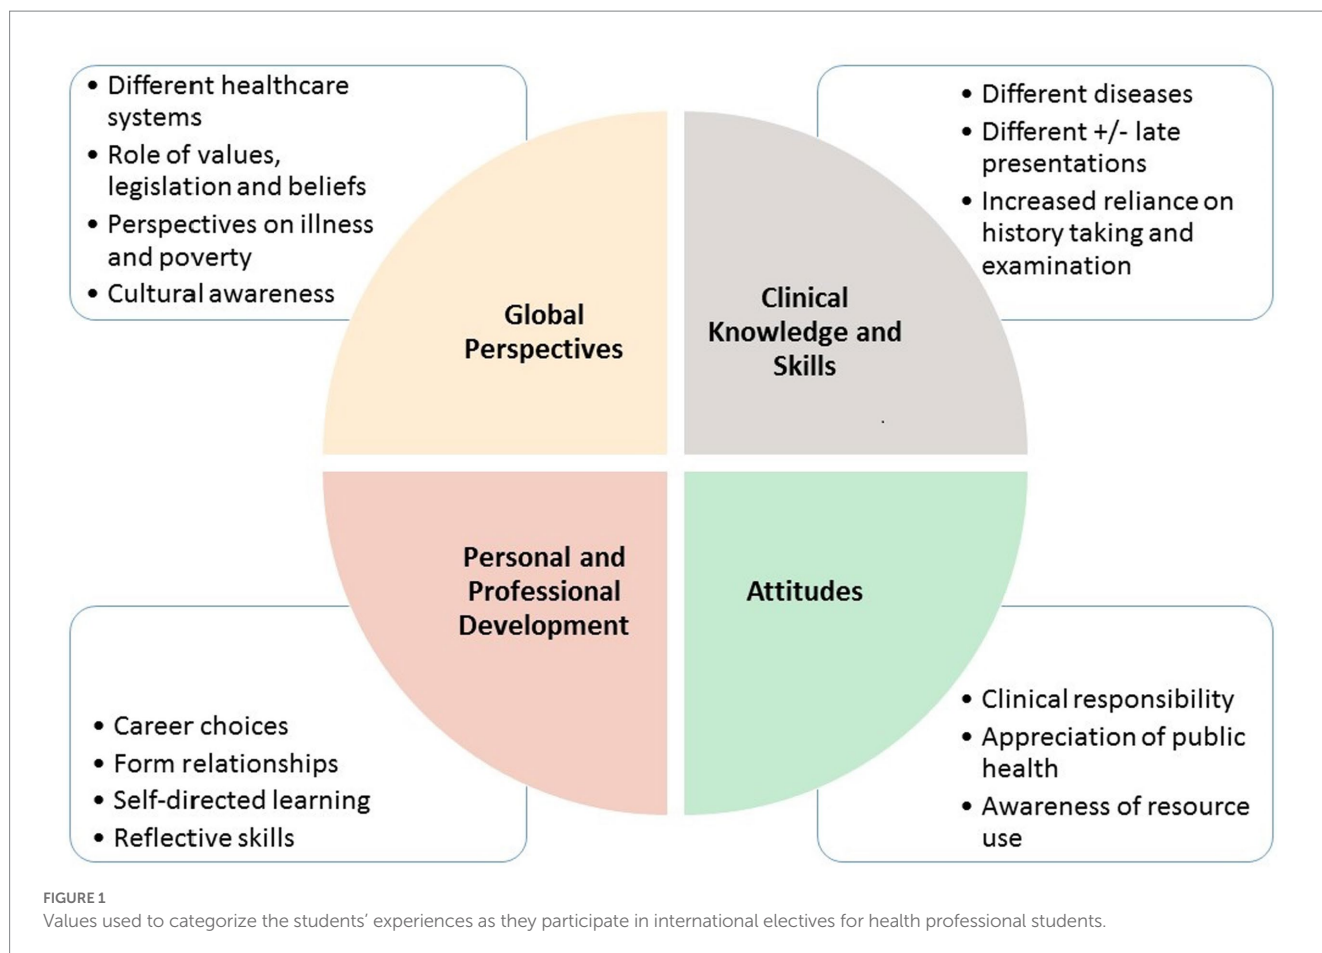 • Different healthcare
systems
• Role of values,
legislation and beliefs
• Perspectives on illness
and poverty
• Cultural awareness
• Different diseases
• Different +/- late
presentations
• Increased reliance on
history taking and
examination
Global
Perspectives
Clinical
Knowledge and
Skills
.
Personal and
Professional
Development
Attitudes
• Career choices
• Form relationships
• Self-directed learning
• Reflective skills
• Clinical responsibility
• Appreciation of public
health
• Awareness of resource
use
FIGURE 1
Values used to categorize the students’ experiences as they participate in international electives for health professional students.